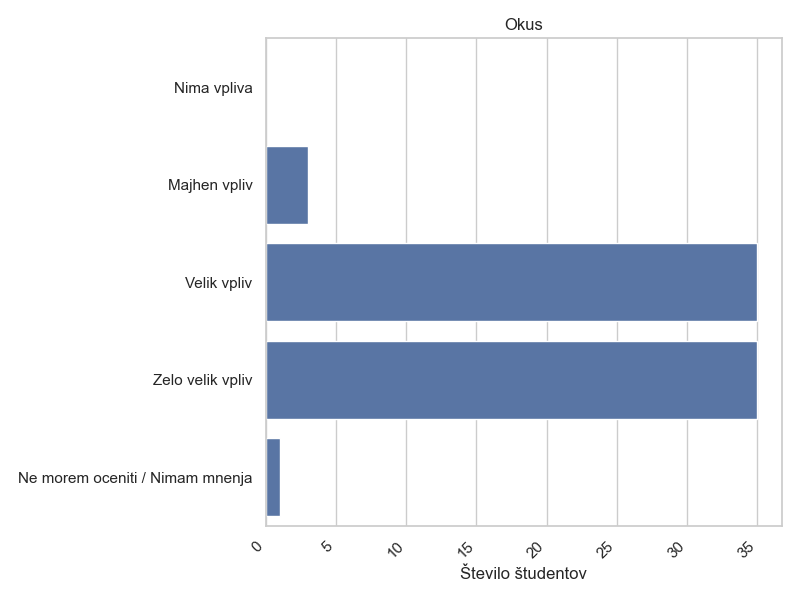 Okus
Nima vpliva
Majhen vpliv
Velik vpliv
Zelo velik vpliv
Ne morem oceniti / Nimam mnenja
0 5 10 15 20 25 30 35
Število študentov